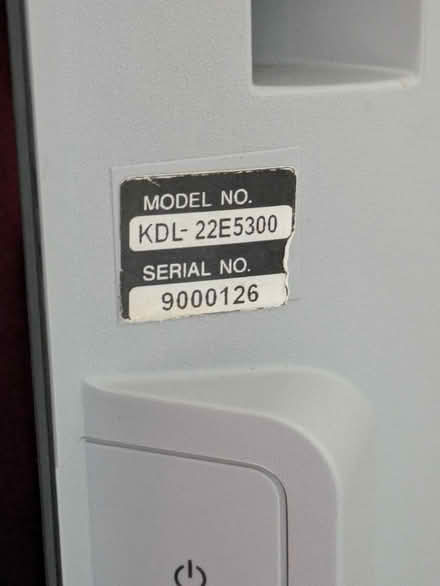 MODEL NO.
KDL- 22E5300
SERIAL NO.
9000126